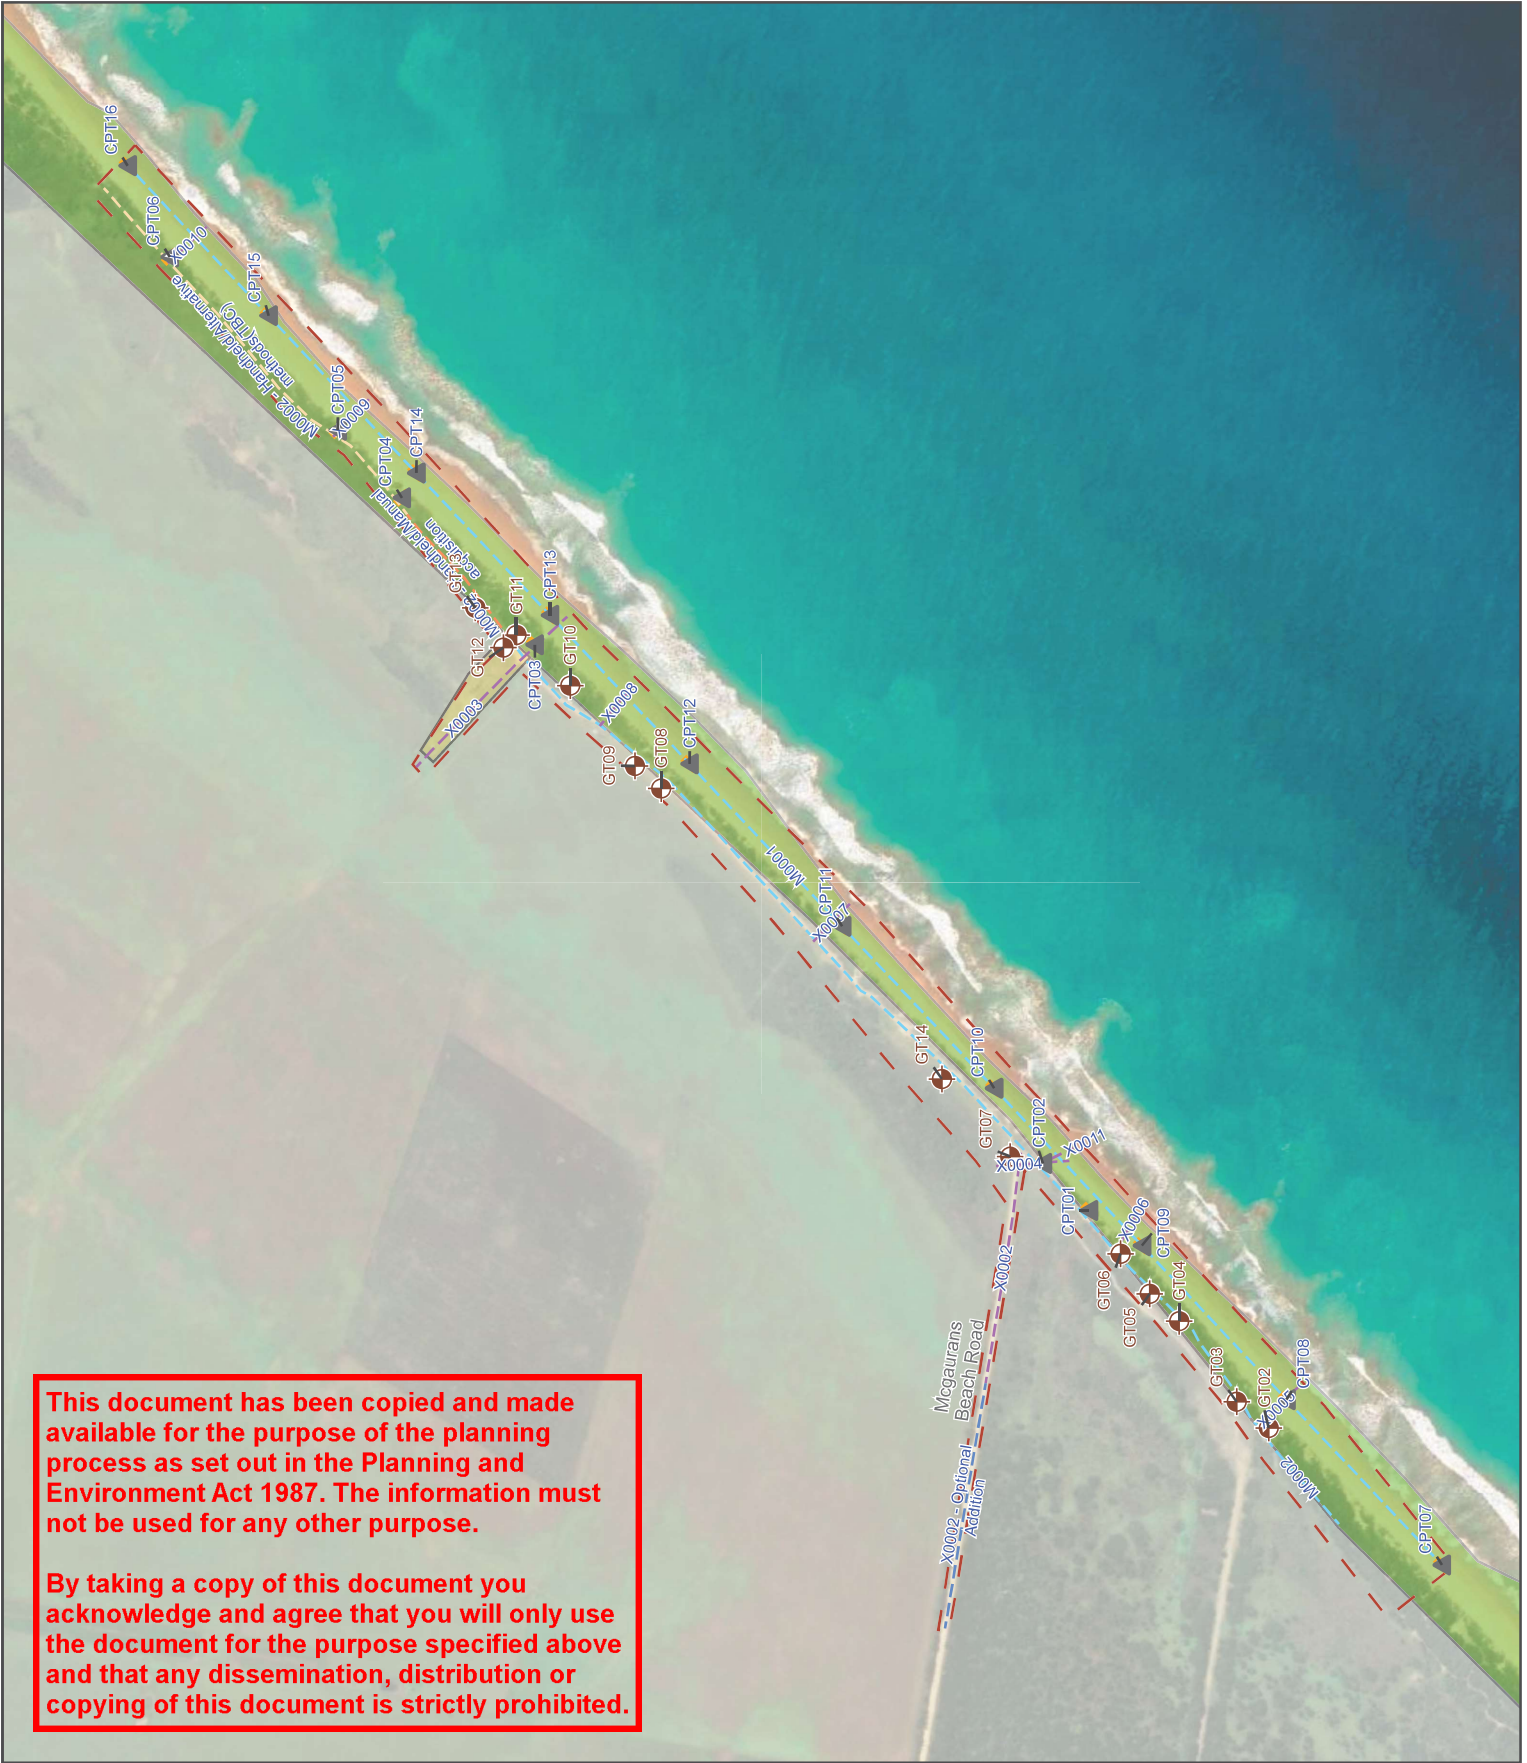 CPT16
CPT06
X0010
CPT15
M0002 - Handheld/Alternative
methods(TBC)
CPT05
X0009
CPT14
CPT04
M0002 - Handheld/Manual
acquisition
GT13
GT11
CPT13
GT12
GT10
CPT03
X0003
X0008
CPT12
GT09
GT08
M0001
CPT11
X0007
GT14
CPT10
GT07
CPT02
X0004
X0011
CPT01
X0006
CPT09
GT06
GT05
GT04
X0002
Mcgaurans
Beach Road
GT03
GT02
CPT08
X0005
M0002
X0002 - Optional
Addition
CPT07
This document has been copied and made
available for the purpose of the planning
process as set out in the Planning and
Environment Act 1987. The information must
not be used for any other purpose.
By taking a copy of this document you
acknowledge and agree that you will only use
the document for the purpose specified above
and that any dissemination, distribution or
copying of this document is strictly prohibited.